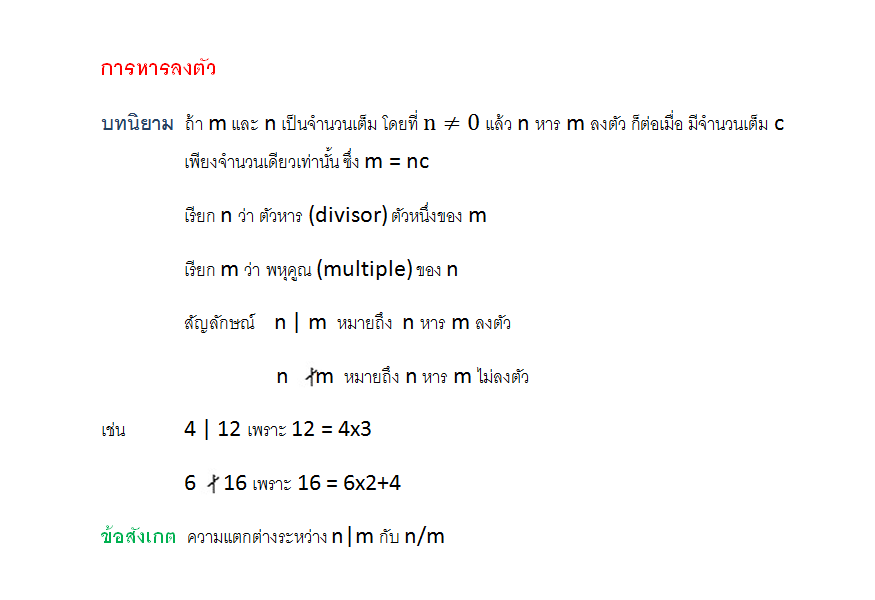 การหารลงตัว
บทนิยาม ถ้า m และ n เป็นจำนวนเต็ม โดยที่ n ≠ 0 แล้ว n หาร m ลงตัว ก็ต่อเมื่อ มีจำนวนเต็ม c
เพียงจำนวนเดียวเท่านั้น ซึ่ง m = nc
เรียก n ว่า ตัวหาร (divisor) ตัวหนึ่งของ m
เรียก m ว่า พหุคูณ (multiple) ของ n
สัญลักษณ์ n | m หมายถึง n หาร m ลงตัว
n ∤ m หมายถึง n หาร m ไม่ลงตัว
เช่น 4 | 12 เพราะ 12 = 4x3
6 ∤ 16 เพราะ 16 = 6x2+4
ข้อสังเกต ความแตกต่างระหว่าง n|m กับ n/m